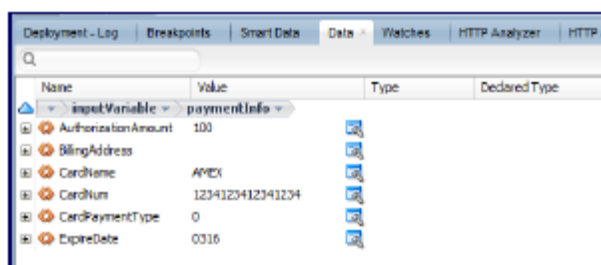 Deployment - Log Breakpoints Smart Data Data Watches HTTP Analyzer HTTP
Name Value Type Declared Type
inputVariable paymentInfo
AuthorizationAmount 100
BillingAddress
CardName AMEX
CardNum 1234123412341234
CardPaymentType 0
ExpireDate 0316